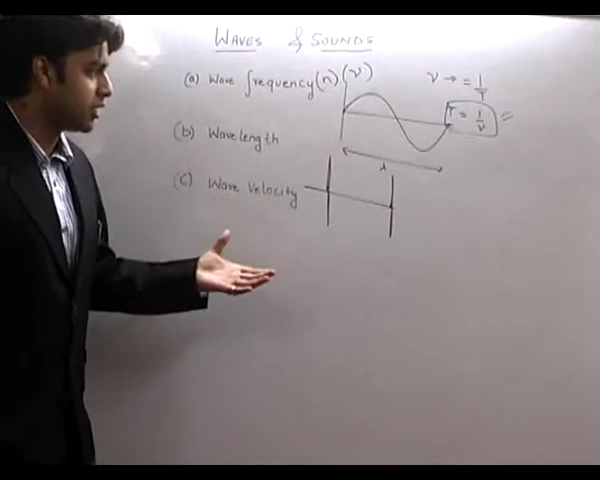 WAVES & SOUNDS
(a) Wave frequency (n) (ν) ν → = 1/T
T = 1/ν =
(b) Wavelength
λ
(c) Wave Velocity